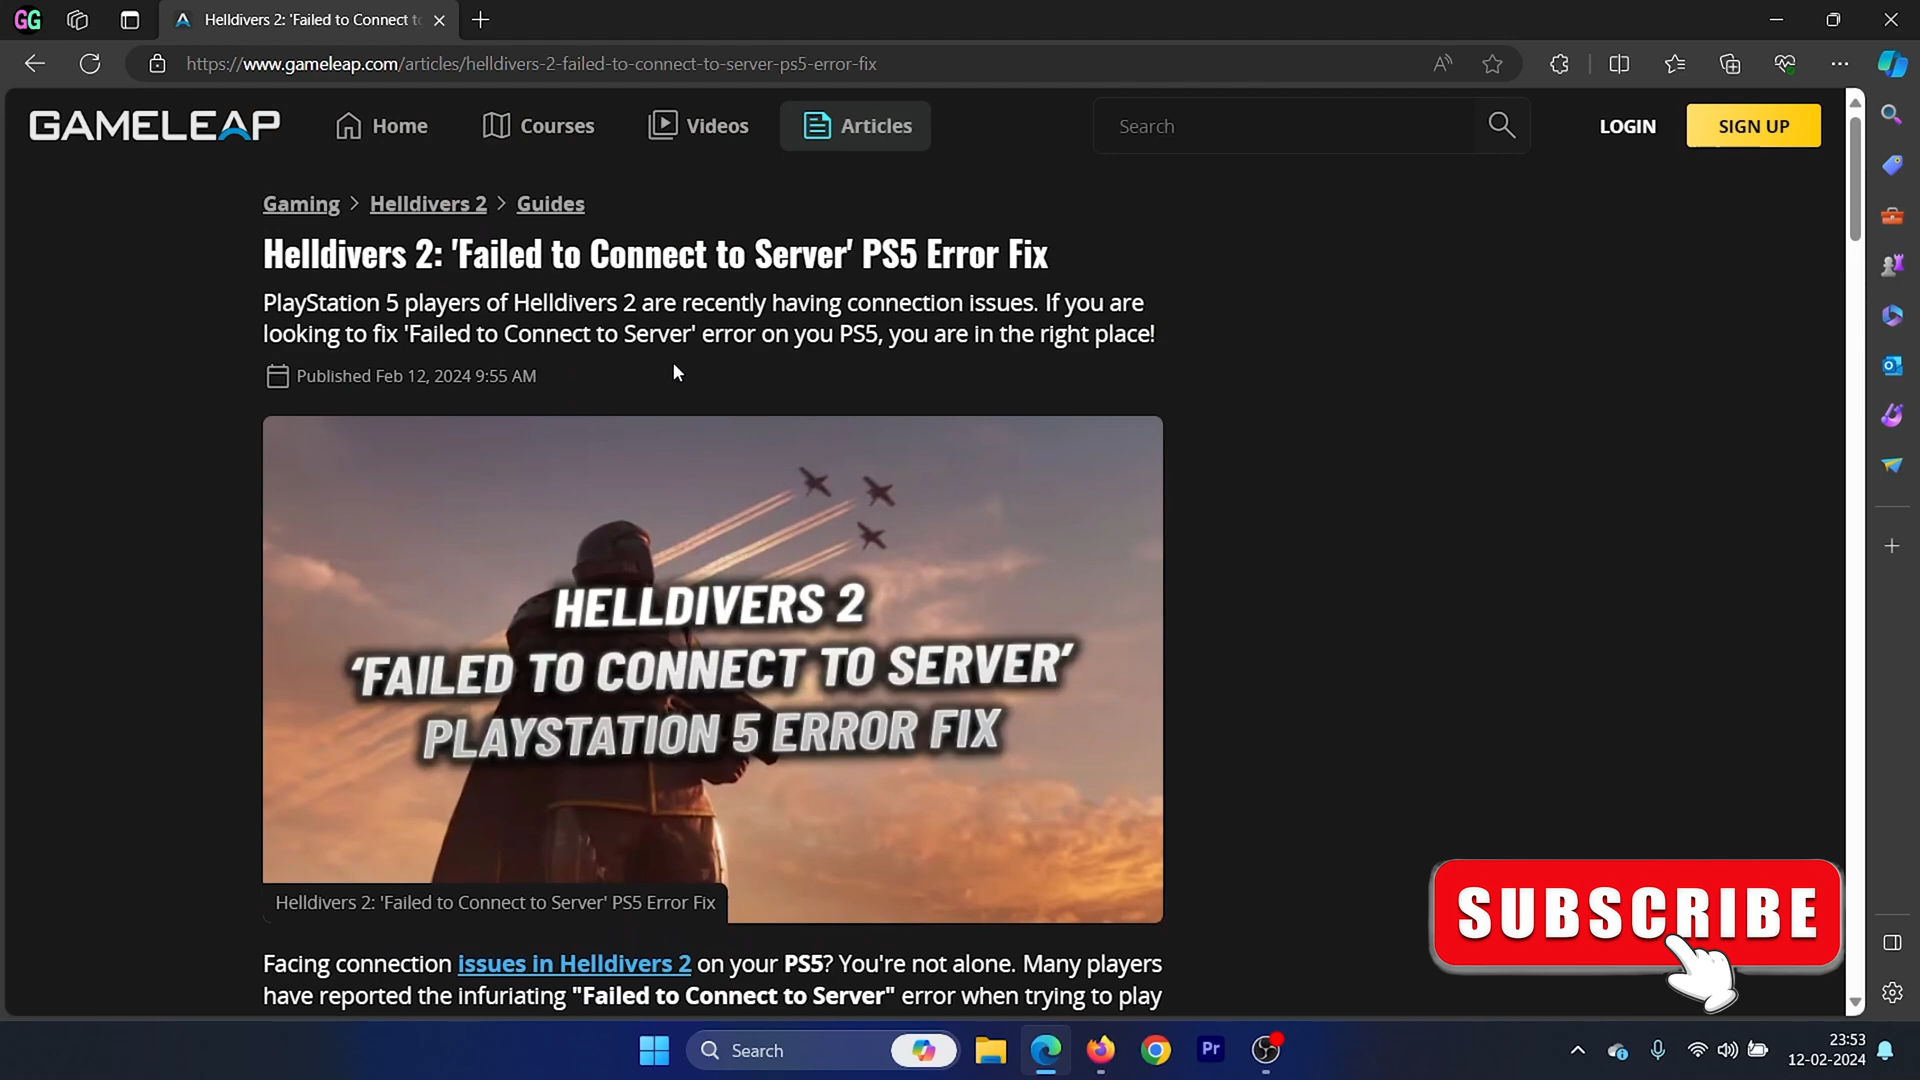 GG
Helldivers 2: 'Failed to Connect to
https://www.gameleap.com/articles/helldivers-2-failed-to-connect-to-server-ps5-error-fix
GAMELEAP
Home
Courses
Videos
Articles
Search
LOGIN
SIGN UP
Gaming > Helldivers 2 > Guides
Helldivers 2: 'Failed to Connect to Server' PS5 Error Fix
PlayStation 5 players of Helldivers 2 are recently having connection issues. If you are
looking to fix 'Failed to Connect to Server' error on you PS5, you are in the right place!
Published Feb 12, 2024 9:55 AM
HELLDIVERS 2
‘FAILED TO CONNECT TO SERVER’
PLAYSTATION 5 ERROR FIX
Helldivers 2: 'Failed to Connect to Server' PS5 Error Fix
SUBSCRIBE
Facing connection issues in Helldivers 2 on your PS5? You're not alone. Many players
have reported the infuriating "Failed to Connect to Server" error when trying to play
Search
Pr
23:53
12-02-2024